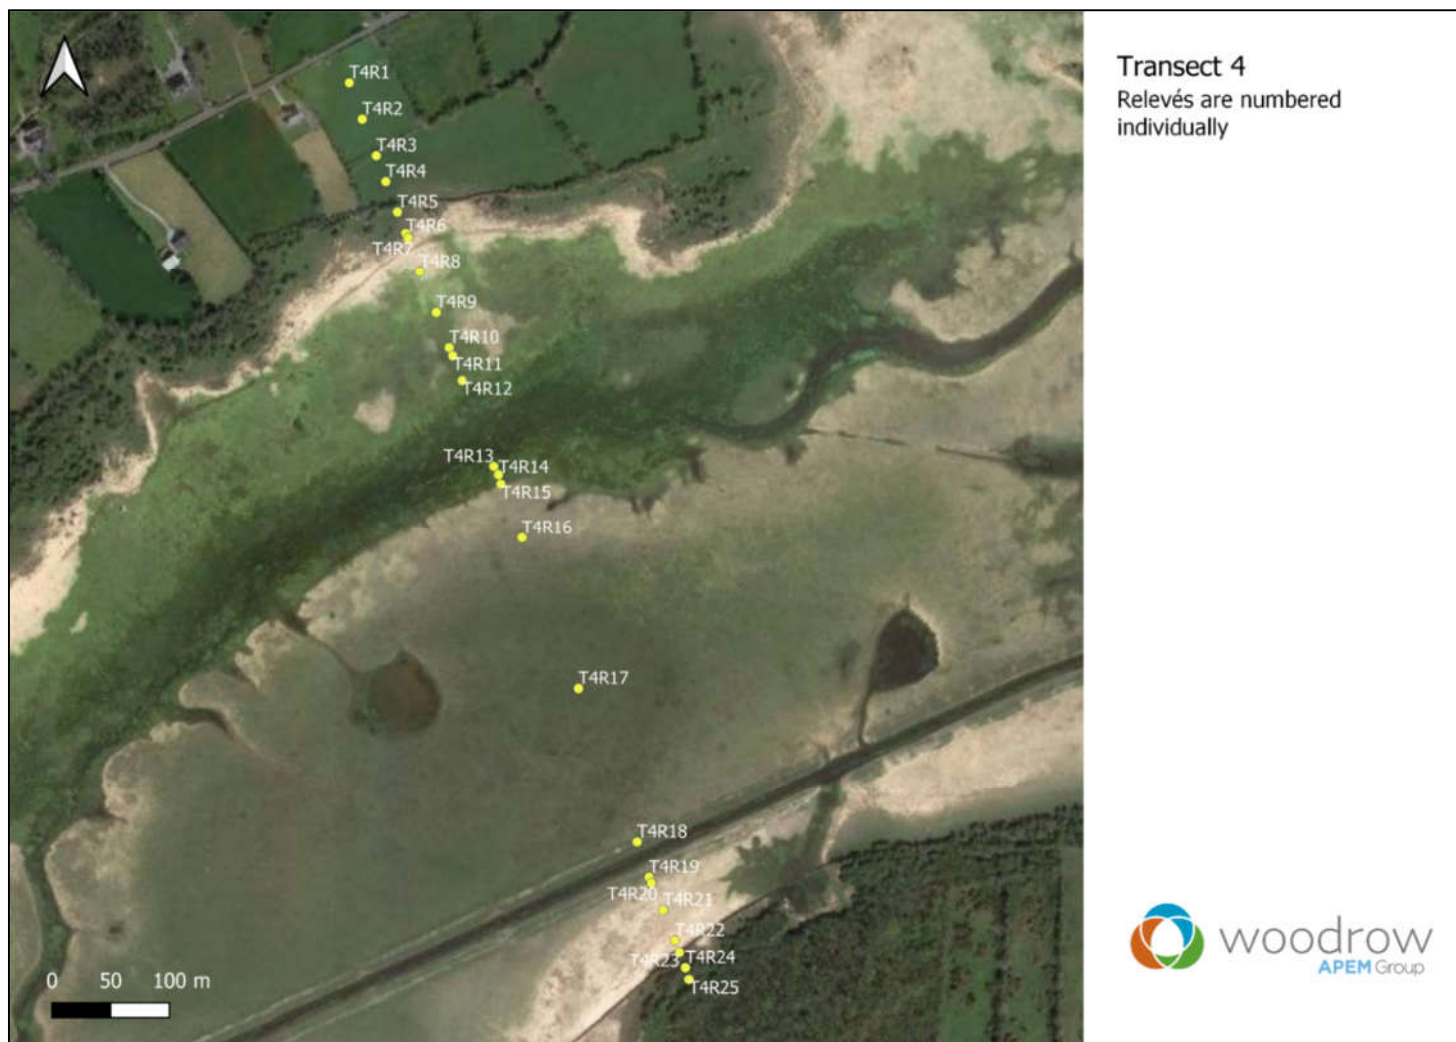 Transect 4
Relevés are numbered
individually
T4R1
T4R2
T4R3
T4R4
T4R5
T4R6
T4R7
T4R8
T4R9
T4R10
T4R11
T4R12
T4R13
T4R14
T4R15
T4R16
T4R17
T4R18
T4R19
T4R20
T4R21
T4R22
T4R23
T4R24
T4R25
0 50 100 m
woodrow
APEM Group